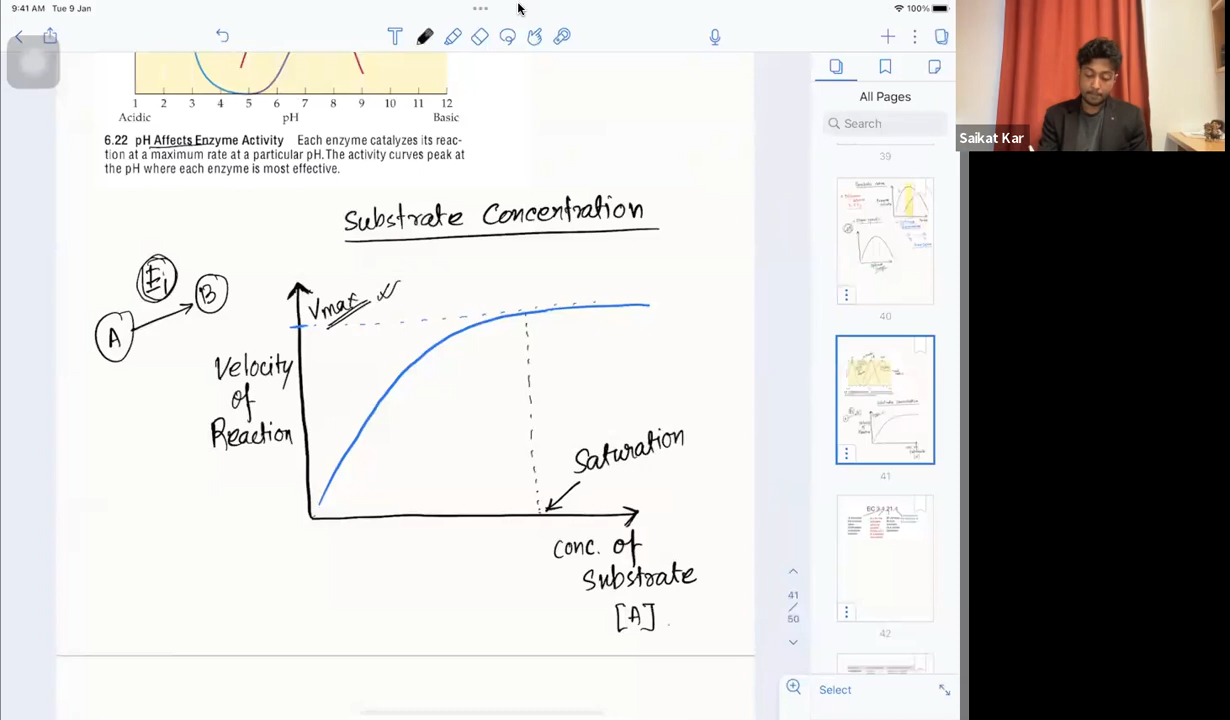 9:41 AM Tue 9 Jan
100%
1 2 3 4 5 6 7 8 9 10 11 12
Acidic pH Basic
6.22 pH Affects Enzyme Activity Each enzyme catalyzes its reac-
tion at a maximum rate at a particular pH. The activity curves peak at
the pH where each enzyme is most effective.
Substrate Concentration
E1
A
B
Vmax
Velocity
of
Reaction
Saturation
Conc. of
Substrate
[A]
All Pages
Search
39
40
41
42
41
/
50
Select
Saikat Kar